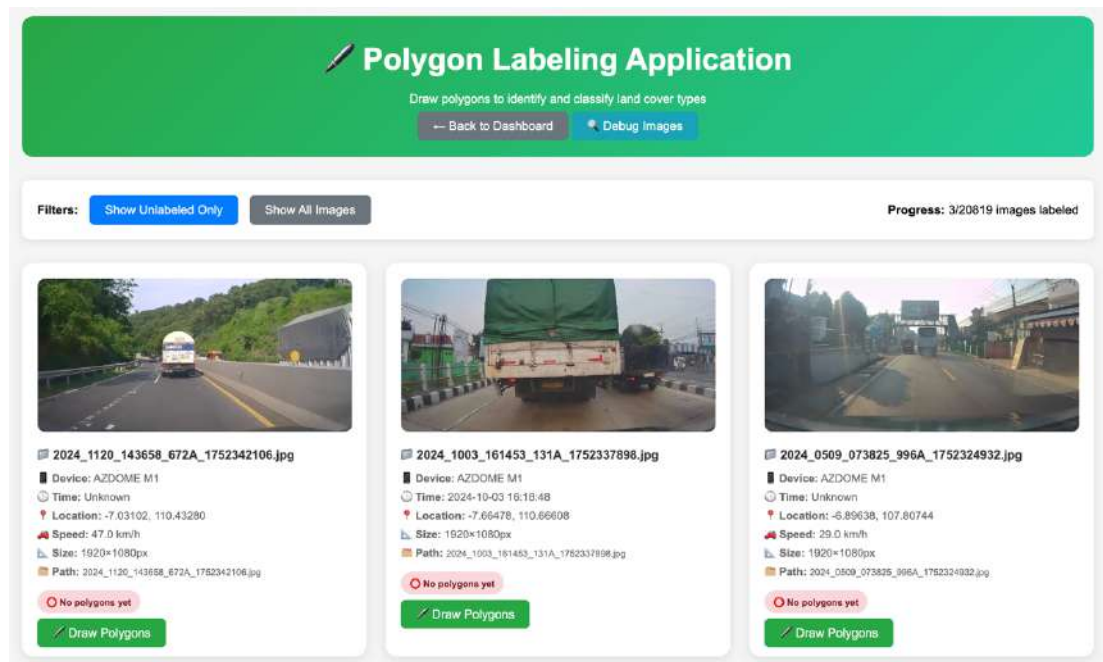 Polygon Labeling Application
Draw polygons to identify and classify land cover types
← Back to Dashboard
Debug Images
Filters:
Show Unlabeled Only
Show All Images
Progress: 3/20819 images labeled
2024_1120_143658_672A_1752342106.jpg
Device: AZDOME M1
Time: Unknown
Location: -7.03102, 110.43280
Speed: 47.0 km/h
Size: 1920×1080px
Path: 2024_1120_143658_672A_1752342106.jpg
No polygons yet
Draw Polygons
2024_1003_161453_131A_1752337898.jpg
Device: AZDOME M1
Time: 2024-10-03 16:18:48
Location: -7.66478, 110.66608
Size: 1920×1080px
Path: 2024_1003_161453_131A_1752337898.jpg
No polygons yet
Draw Polygons
2024_0509_073825_996A_1752324932.jpg
Device: AZDOME M1
Time: Unknown
Location: -6.89638, 107.80744
Speed: 29.0 km/h
Size: 1920×1080px
Path: 2024_0509_073825_996A_1752324932.jpg
No polygons yet
Draw Polygons